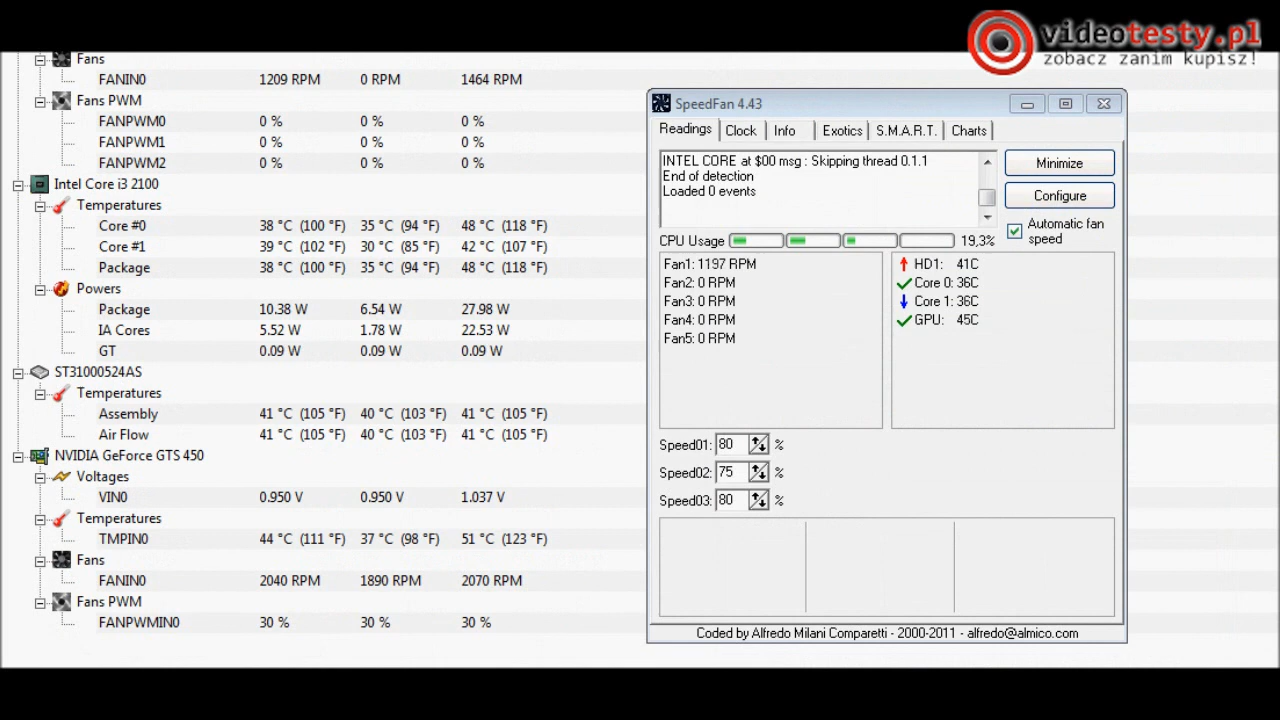 videotesty.pl
zobacz zanim kupisz!
Fans
FANIN0 1209 RPM 0 RPM 1464 RPM
Fans PWM
FANPWM0 0 % 0 % 0 %
FANPWM1 0 % 0 % 0 %
FANPWM2 0 % 0 % 0 %
Intel Core i3 2100
Temperatures
Core #0 38 °C (100 °F) 35 °C (94 °F) 48 °C (118 °F)
Core #1 39 °C (102 °F) 30 °C (85 °F) 42 °C (107 °F)
Package 38 °C (100 °F) 35 °C (94 °F) 48 °C (118 °F)
Powers
Package 10.38 W 6.54 W 27.98 W
IA Cores 5.52 W 1.78 W 22.53 W
GT 0.09 W 0.09 W 0.09 W
ST31000524AS
Temperatures
Assembly 41 °C (105 °F) 40 °C (103 °F) 41 °C (105 °F)
Air Flow 41 °C (105 °F) 40 °C (103 °F) 41 °C (105 °F)
NVIDIA GeForce GTS 450
Voltages
VIN0 0.950 V 0.950 V 1.037 V
Temperatures
TMPIN0 44 °C (111 °F) 37 °C (98 °F) 51 °C (123 °F)
Fans
FANIN0 2040 RPM 1890 RPM 2070 RPM
Fans PWM
FANPWMIN0 30 % 30 % 30 %
SpeedFan 4.43
Readings Clock Info Exotics S.M.A.R.T. Charts
INTEL CORE at $00 msg : Skipping thread 0.1.1
End of detection
Loaded 0 events
Minimize
Configure
Automatic fan
speed
CPU Usage 19,3%
Fan1: 1197 RPM
Fan2: 0 RPM
Fan3: 0 RPM
Fan4: 0 RPM
Fan5: 0 RPM
HD1: 41C
Core 0: 36C
Core 1: 36C
GPU: 45C
Speed01: 80 %
Speed02: 75 %
Speed03: 80 %
Coded by Alfredo Milani Comparetti - 2000-2011 - alfredo@almico.com